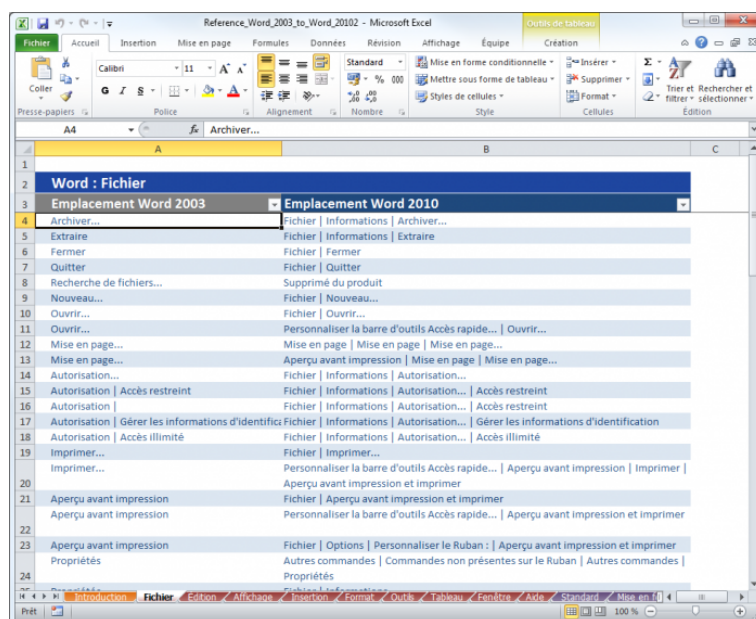 Reference_Word_2003_to_Word_20102 - Microsoft Excel
Outils de tableau
Fichier Accueil Insertion Mise en page Formules Données Révision Affichage Équipe Création
Coller
Calibri 11
G I S
Standard
% 000
Mise en forme conditionnelle
Mettre sous forme de tableau
Styles de cellules
Insérer
Supprimer
Format
Σ
Trier et filtrer
Rechercher et sélectionner
Presse-papiers Police Alignement Nombre Style Cellules Édition
A4 fx Archiver...
A B C
1
2 Word : Fichier
3 Emplacement Word 2003 Emplacement Word 2010
4 Archiver... Fichier | Informations | Archiver...
5 Extraire Fichier | Informations | Extraire
6 Fermer Fichier | Fermer
7 Quitter Fichier | Quitter
8 Recherche de fichiers... Supprimé du produit
9 Nouveau... Fichier | Nouveau...
10 Ouvrir... Fichier | Ouvrir...
11 Ouvrir... Personnaliser la barre d'outils Accès rapide... | Ouvrir...
12 Mise en page... Mise en page | Mise en page | Mise en page...
13 Mise en page... Aperçu avant impression | Mise en page | Mise en page...
14 Autorisation... Fichier | Informations | Autorisation...
15 Autorisation | Accès restreint Fichier | Informations | Autorisation... | Accès restreint
16 Autorisation | Fichier | Informations | Autorisation... | Accès restreint
17 Autorisation | Gérer les informations d'identifica Fichier | Informations | Autorisation... | Gérer les informations d'identification
18 Autorisation | Accès illimité Fichier | Informations | Autorisation... | Accès illimité
19 Imprimer... Fichier | Imprimer...
Imprimer... Personnaliser la barre d'outils Accès rapide... | Aperçu avant impression | Imprimer |
20 Aperçu avant impression et imprimer
21 Aperçu avant impression Fichier | Aperçu avant impression et imprimer
Aperçu avant impression Personnaliser la barre d'outils Accès rapide... | Aperçu avant impression et imprimer
22
23 Aperçu avant impression Fichier | Options | Personnaliser le Ruban : | Aperçu avant impression et imprimer
Propriétés Autres commandes | Commandes non présentes sur le Ruban | Autres commandes |
24 Propriétés
Introduction Fichier Edition Affichage Insertion Format Outils Tableau Fenêtre Aide Standard
Prêt 100 %